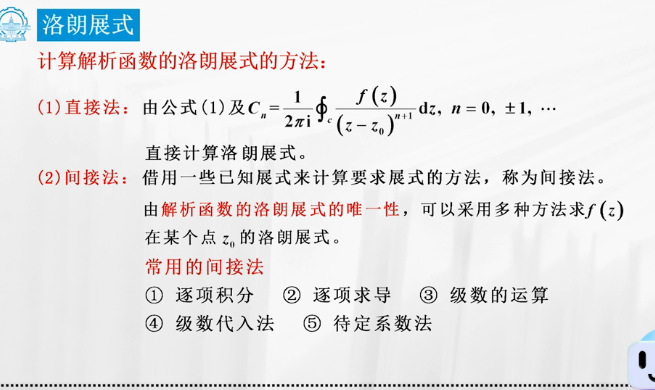 洛朗展式
计算解析函数的洛朗展式的方法：
(1)直接法：由公式(1)及 $C_n = \frac{1}{2\pi i} \oint_c \frac{f(z)}{(z-z_0)^{n+1}} dz, n = 0, \pm 1, \cdots$
直接计算洛朗展式。
(2)间接法：借用一些已知展式来计算要求展式的方法，称为间接法。
由解析函数的洛朗展式的唯一性，可以采用多种方法求f(z)
在某个点 z₀ 的洛朗展式。
常用的间接法
① 逐项积分 ② 逐项求导 ③ 级数的运算
④ 级数代入法 ⑤ 待定系数法